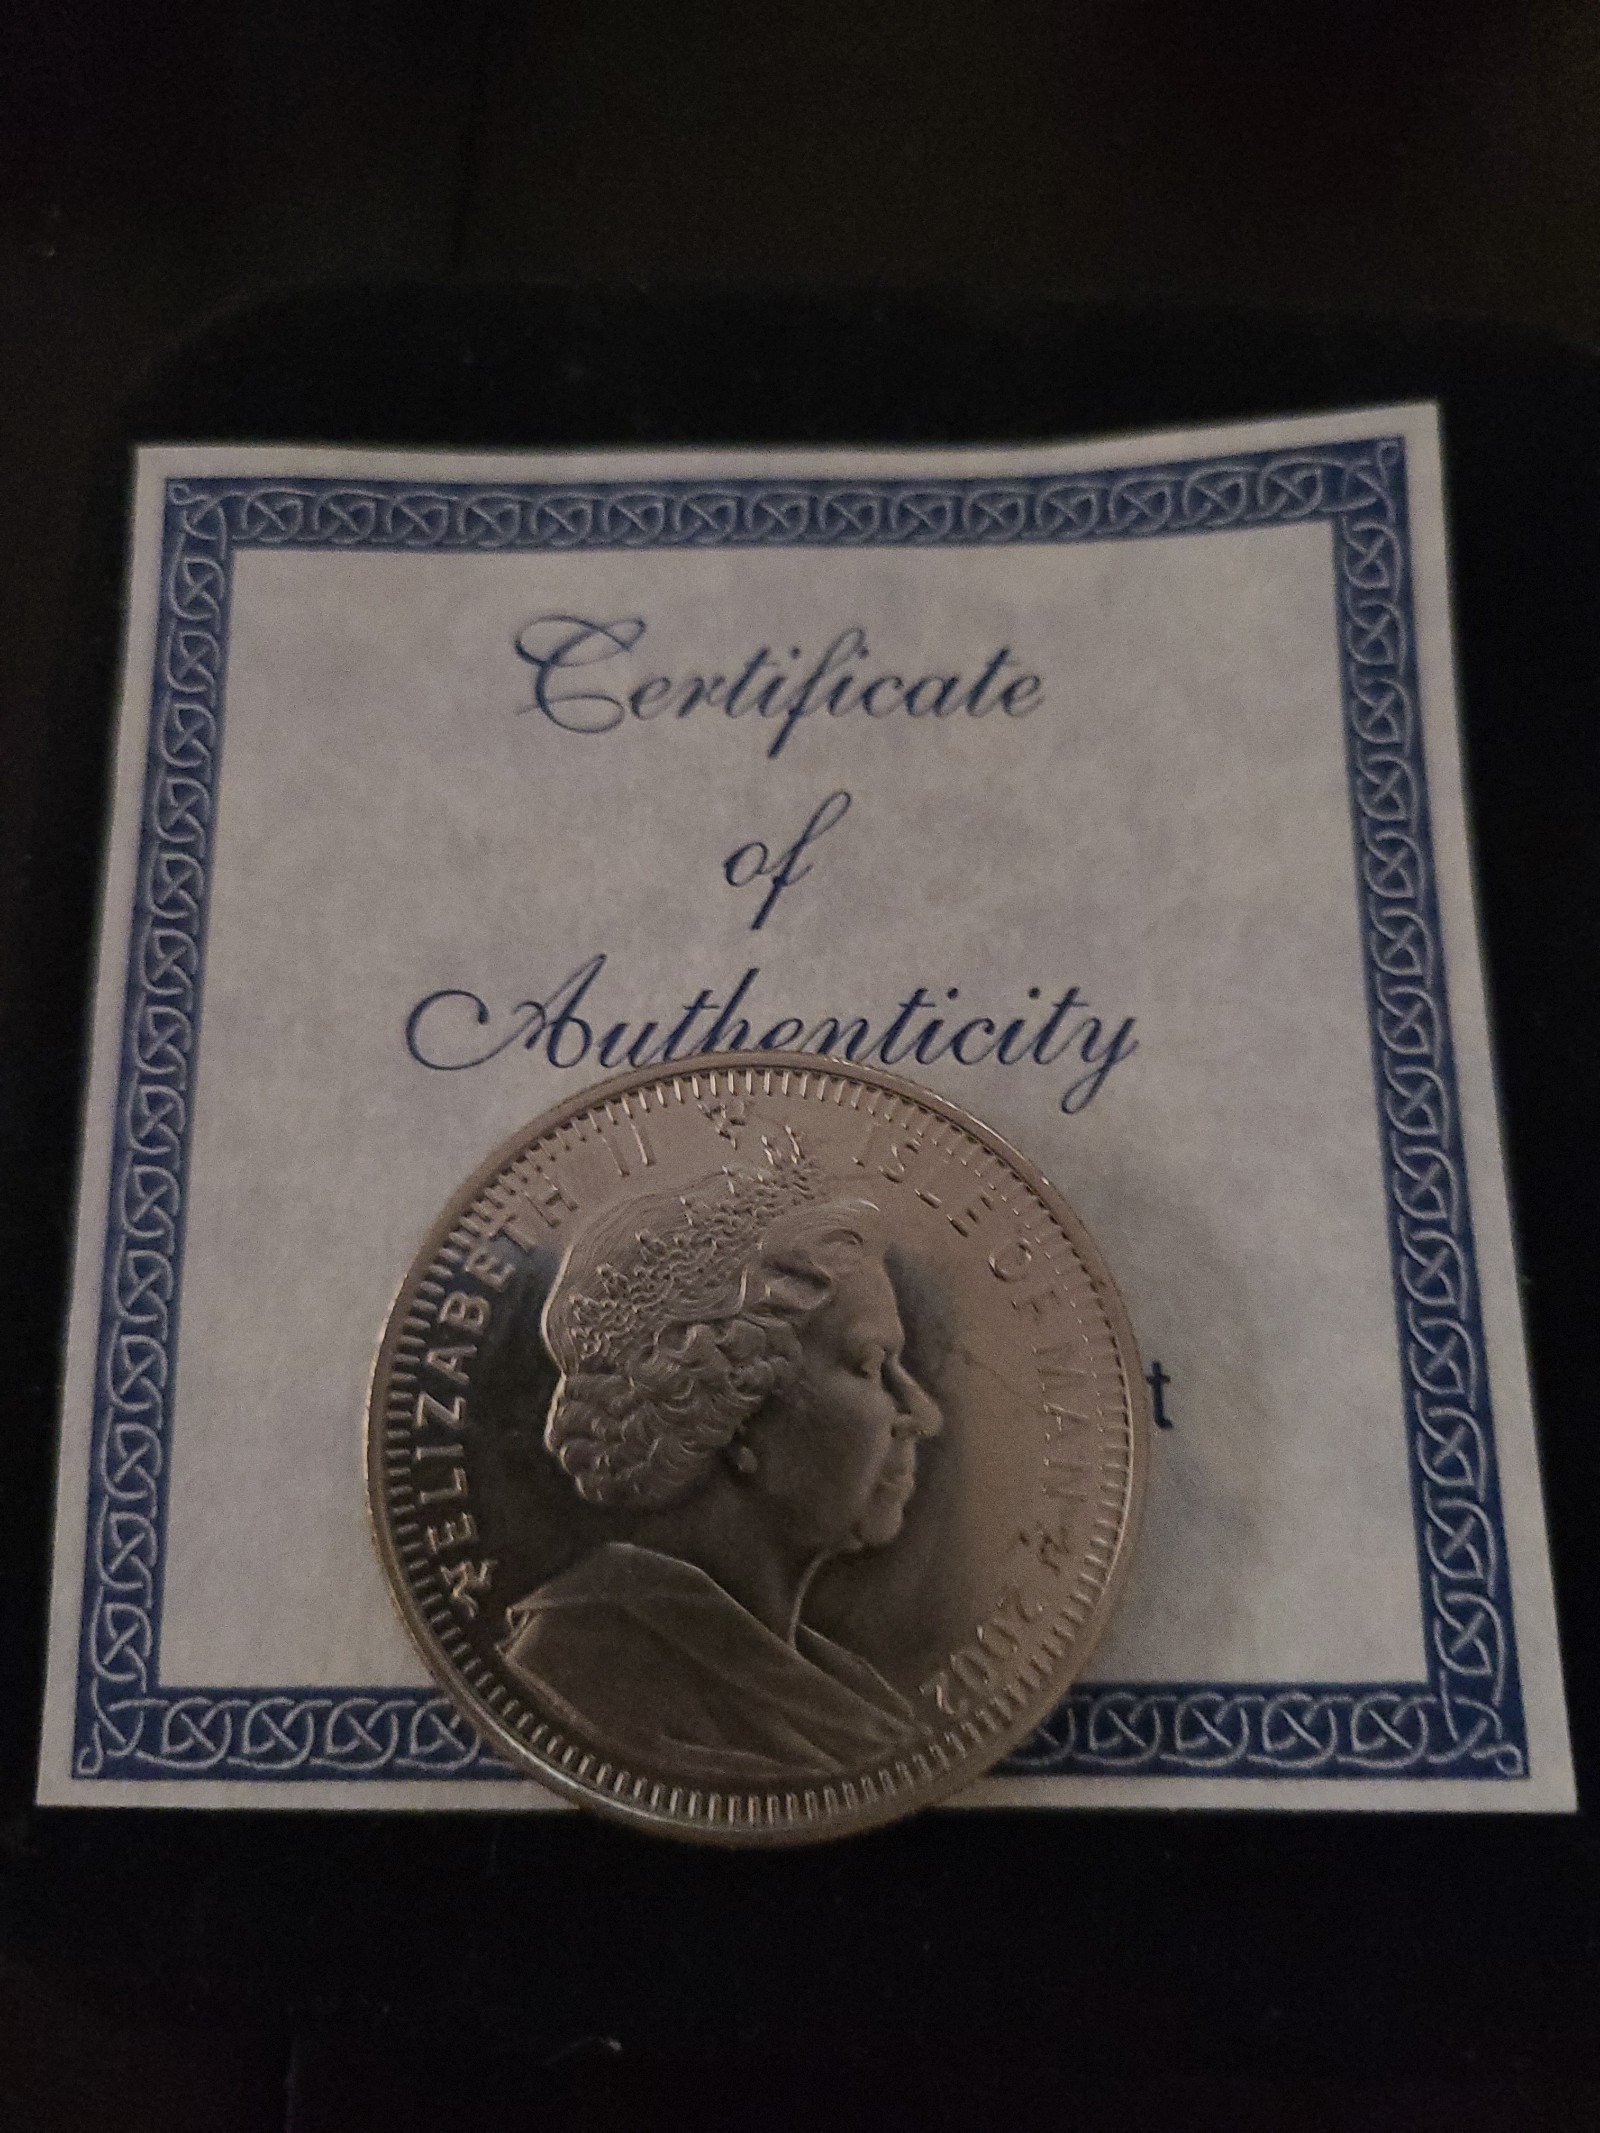 Certificate
of
Authenticity
t
ELIZABETH II ISLE OF MAN 2002